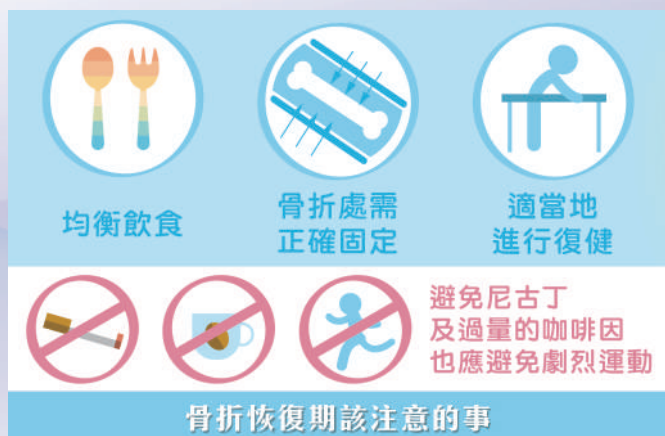 均衡飲食
骨折處需
正確固定
適當地
進行復健
避免尼古丁
及過量的咖啡因
也應避免劇烈運動
骨折恢復期該注意的事